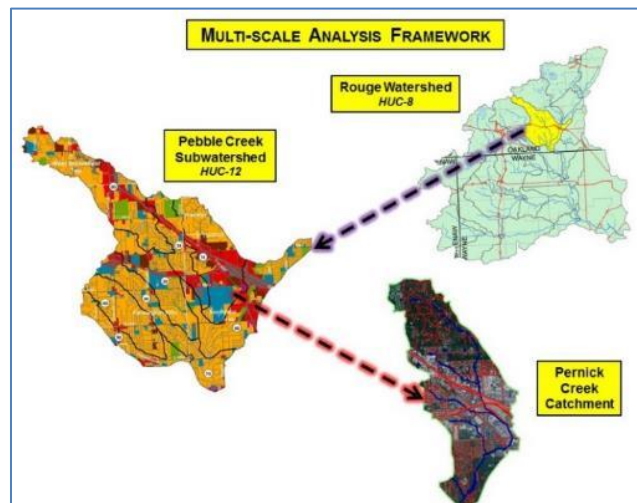 MULTI-SCALE ANALYSIS FRAMEWORK
Rouge Watershed
HUC-8
Pebble Creek
Subwatershed
HUC-12
OAKLAND
WAYNE
Pernick
Creek
Catchment